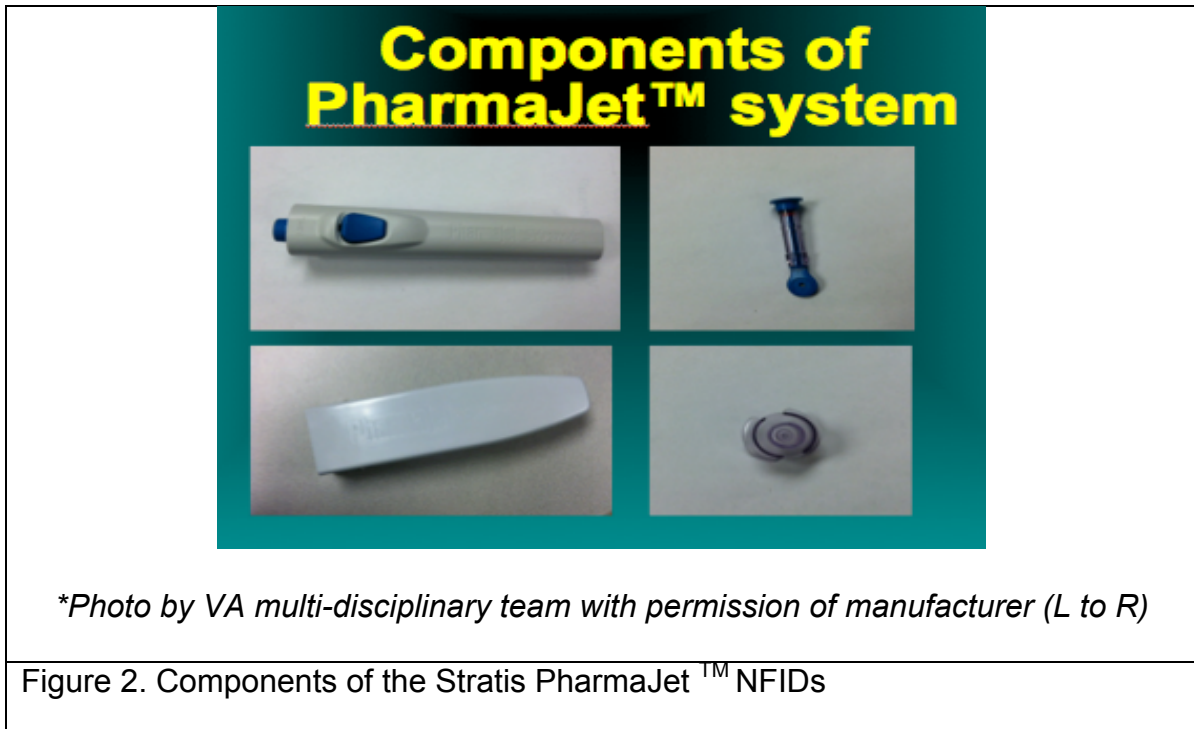 Components of
PharmaJet™ system
*Photo by VA multi-disciplinary team with permission of manufacturer (L to R)
Figure 2. Components of the Stratis PharmaJet ™ NFIDs